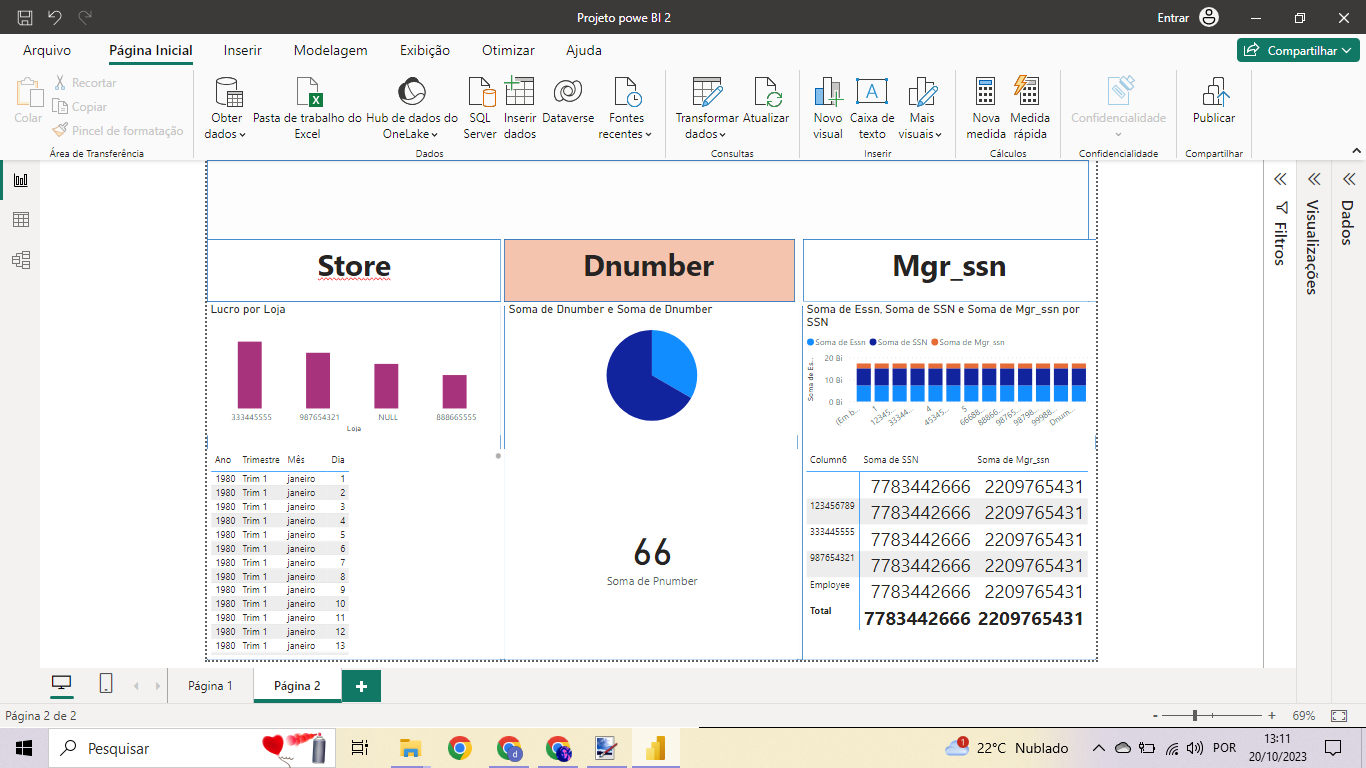 Projeto powe BI 2
Entrar
Arquivo
Página Inicial
Inserir
Modelagem
Exibição
Otimizar
Ajuda
Compartilhar
Colar
Recortar
Copiar
Pincel de formatação
Área de Transferência
Obter dados
Pasta de trabalho do Excel
Hub de dados do OneLake
SQL Server
Inserir dados
Dataverse
Fontes recentes
Dados
Transformar dados
Atualizar
Consultas
Novo visual
Caixa de texto
Mais visuais
Inserir
Nova medida
Medida rápida
Cálculos
Confidencialidade
Confidencialidade
Publicar
Compartilhar
Filtros
Visualizações
Dados
Store
Dnumber
Mgr_ssn
Lucro por Loja
333445555
987654321
NULL
888665555
Loja
Soma de Dnumber e Soma de Dnumber
Soma de Essn, Soma de SSN e Soma de Mgr_ssn por
SSN
Soma de Essn Soma de SSN Soma de Mgr_ssn
Soma de Es...
20 Bi
10 Bi
0 Bi
(Em b... 1 12345... 33344... 4 45345... 5 66688... 88866... 98765... 98798... 99988... Dnum...
Ano Trimestre Mês Dia
1980 Trim 1 janeiro 1
1980 Trim 1 janeiro 2
1980 Trim 1 janeiro 3
1980 Trim 1 janeiro 4
1980 Trim 1 janeiro 5
1980 Trim 1 janeiro 6
1980 Trim 1 janeiro 7
1980 Trim 1 janeiro 8
1980 Trim 1 janeiro 9
1980 Trim 1 janeiro 10
1980 Trim 1 janeiro 11
1980 Trim 1 janeiro 12
1980 Trim 1 janeiro 13
66
Soma de Pnumber
Column6 Soma de SSN Soma de Mgr_ssn
7783442666 2209765431
123456789 7783442666 2209765431
333445555 7783442666 2209765431
987654321 7783442666 2209765431
Employee 7783442666 2209765431
Total 7783442666 2209765431
Página 1
Página 2
Página 2 de 2
- + 69%
Pesquisar
1
22°C Nublado
POR
13:11
20/10/2023